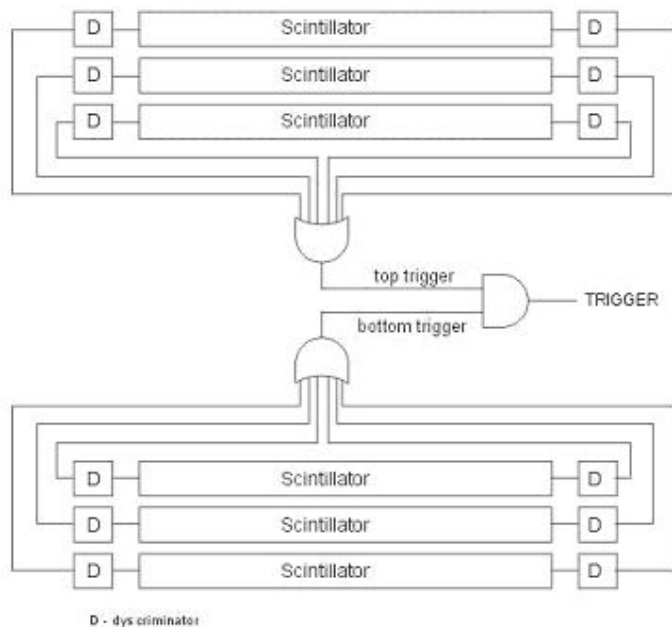 D Scintillator D
D Scintillator D
D Scintillator D
top trigger
TRIGGER
bottom trigger
D Scintillator D
D Scintillator D
D Scintillator D
D - dys criminator